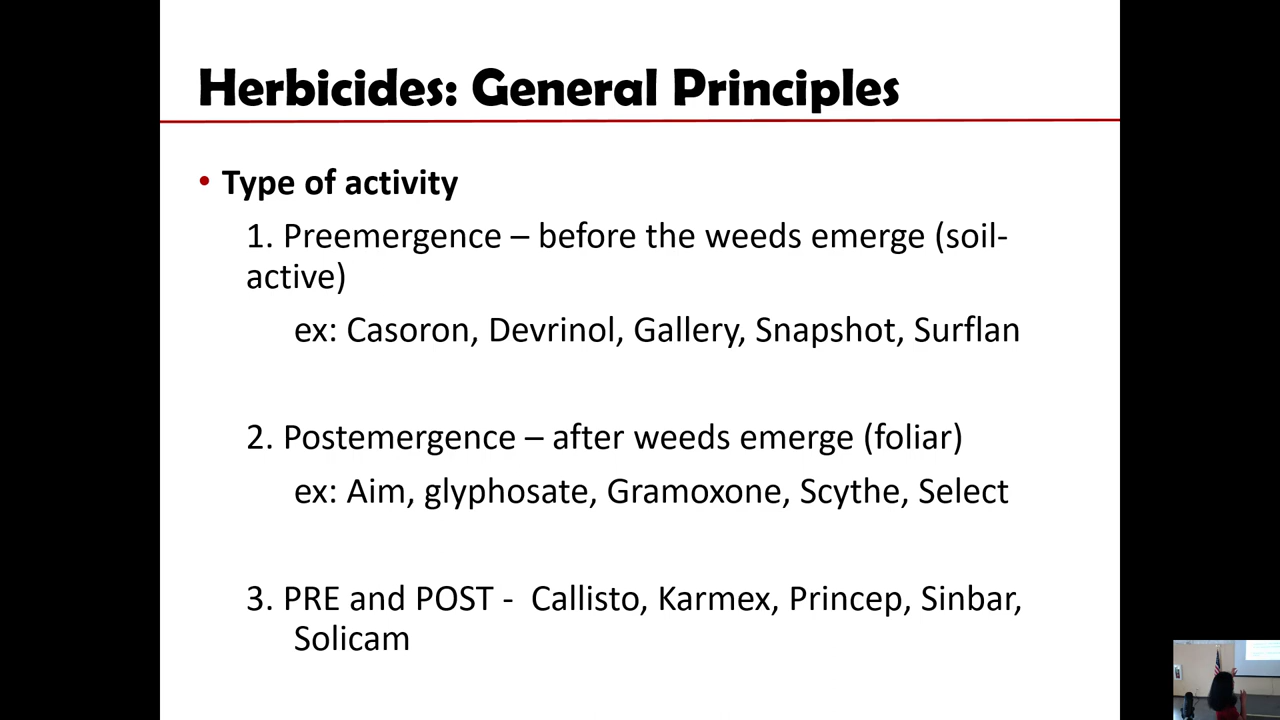 Herbicides: General Principles
• Type of activity
1. Preemergence – before the weeds emerge (soil-
active)
ex: Casoron, Devrinol, Gallery, Snapshot, Surflan
2. Postemergence – after weeds emerge (foliar)
ex: Aim, glyphosate, Gramoxone, Scythe, Select
3. PRE and POST - Callisto, Karmex, Princep, Sinbar,
Solicam